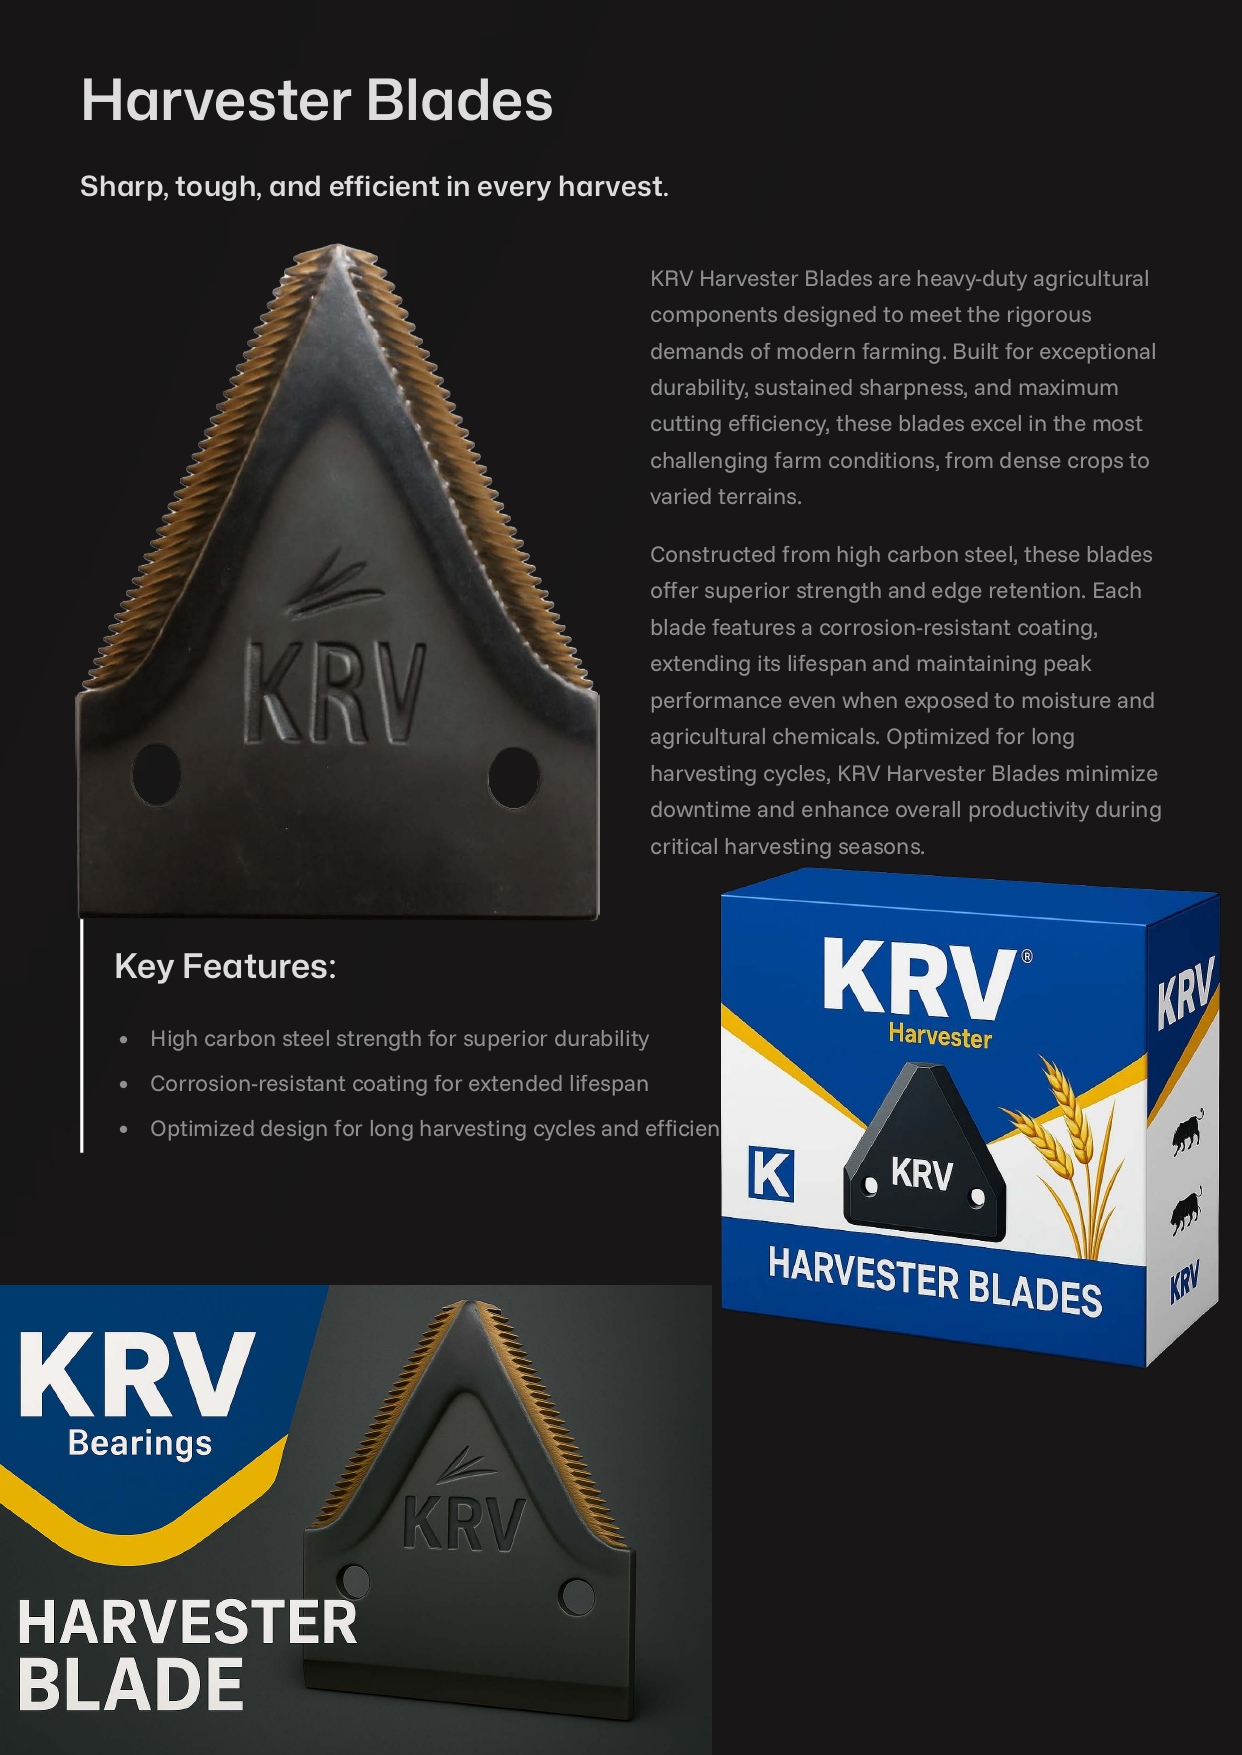 Harvester Blades
Sharp, tough, and efficient in every harvest.
KRV Harvester Blades are heavy-duty agricultural
components designed to meet the rigorous
demands of modern farming. Built for exceptional
durability, sustained sharpness, and maximum
cutting efficiency, these blades excel in the most
challenging farm conditions, from dense crops to
varied terrains.
Constructed from high carbon steel, these blades
offer superior strength and edge retention. Each
blade features a corrosion-resistant coating,
extending its lifespan and maintaining peak
performance even when exposed to moisture and
agricultural chemicals. Optimized for long
harvesting cycles, KRV Harvester Blades minimize
downtime and enhance overall productivity during
critical harvesting seasons.
KRV
Key Features:
• High carbon steel strength for superior durability
• Corrosion-resistant coating for extended lifespan
• Optimized design for long harvesting cycles and efficien
KRV®
Harvester
KRV
K
HARVESTER BLADES
KRV
KRV
KRV
Bearings
KRV
HARVESTER
BLADE